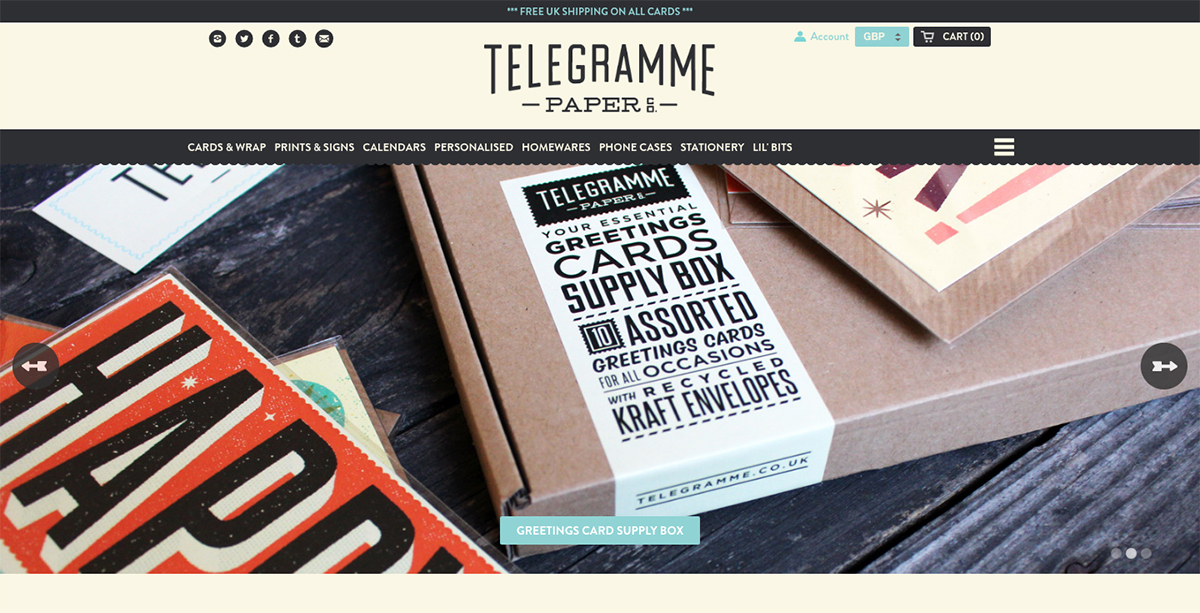 *** FREE UK SHIPPING ON ALL CARDS ***
Account
GBP
CART (0)
TELEGRAMME
PAPER CO.
CARDS & WRAP PRINTS & SIGNS CALENDARS PERSONALISED HOMEWARES PHONE CASES STATIONERY LIL' BITS
TELEGRAMME
PAPER CO.
YOUR ESSENTIAL
GREETINGS
CARDS
SUPPLY BOX
10 ASSORTED
GREETINGS CARDS
FOR ALL OCCASIONS
WITH RECYCLED
KRAFT ENVELOPES
TELEGRAMME.CO.UK
GREETINGS CARD SUPPLY BOX